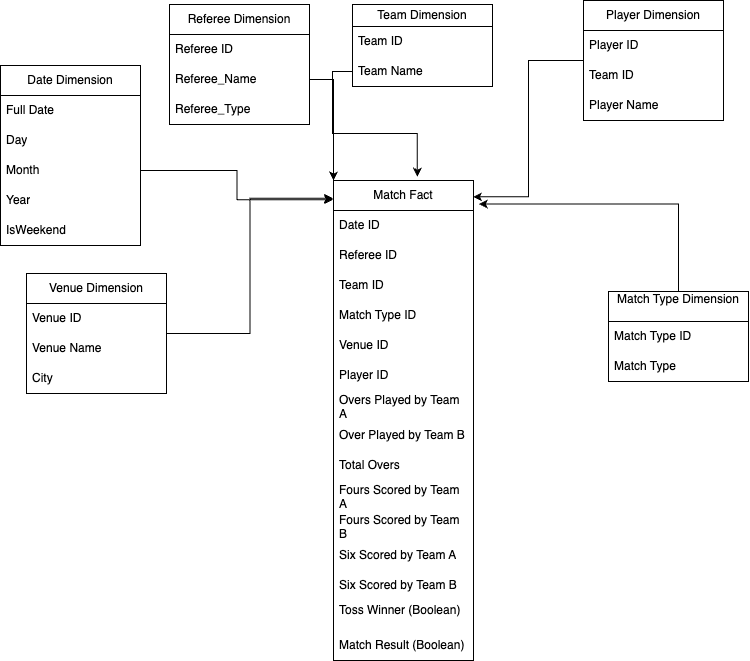 Referee Dimension
Referee ID
Referee_Name
Referee_Type
Team Dimension
Team ID
Team Name
Player Dimension
Player ID
Team ID
Player Name
Date Dimension
Full Date
Day
Month
Year
IsWeekend
Venue Dimension
Venue ID
Venue Name
City
Match Fact
Date ID
Referee ID
Team ID
Match Type ID
Venue ID
Player ID
Overs Played by Team
A
Over Played by Team B
Total Overs
Fours Scored by Team
A
Fours Scored by Team
B
Six Scored by Team A
Six Scored by Team B
Toss Winner (Boolean)
Match Result (Boolean)
Match Type Dimension
Match Type ID
Match Type